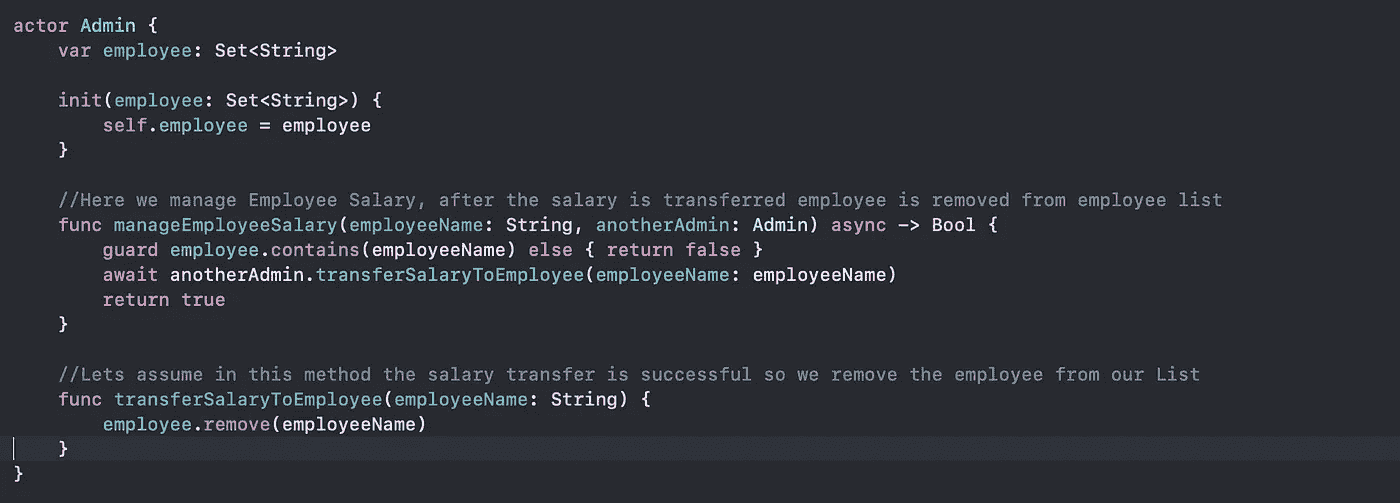 actor Admin {
    var employee: Set<String>

    init(employee: Set<String>) {
        self.employee = employee
    }

    //Here we manage Employee Salary, after the salary is transferred employee is removed from employee list
    func manageEmployeeSalary(employeeName: String, anotherAdmin: Admin) async -> Bool {
        guard employee.contains(employeeName) else { return false }
        await anotherAdmin.transferSalaryToEmployee(employeeName: employeeName)
        return true
    }

    //Lets assume in this method the salary transfer is successful so we remove the employee from our List
    func transferSalaryToEmployee(employeeName: String) {
        employee.remove(employeeName)
    }
}